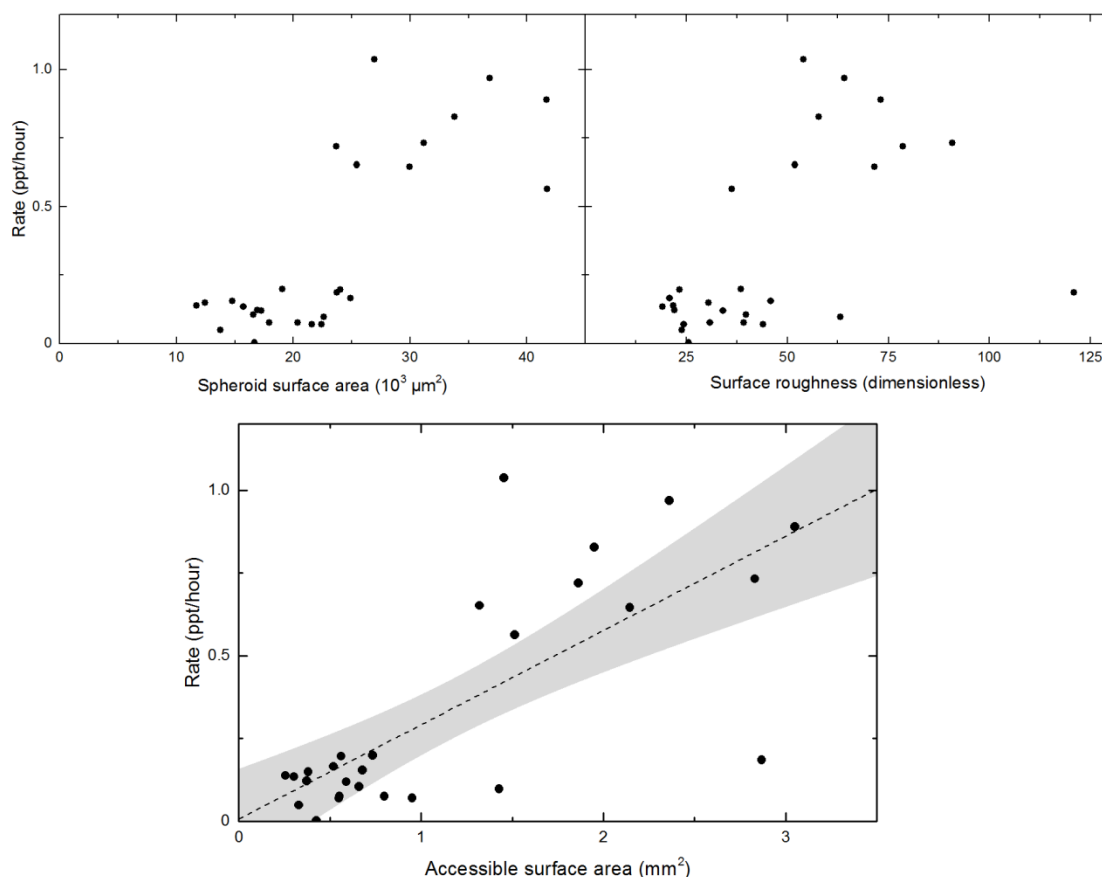 1.0
0.5
0
Rate (ppt/hour)
0 10 20 30 40
25 50 75 100 125
Spheroid surface area (10³ µm²)
Surface roughness (dimensionless)
1.0
0.5
0
Rate (ppt/hour)
0 1 2 3
Accessible surface area (mm²)